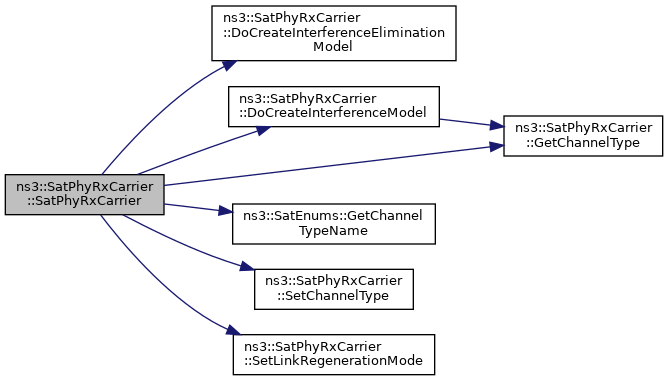 ns3::SatPhyRxCarrier
::DoCreateInterferenceElimination
Model
ns3::SatPhyRxCarrier
::DoCreateInterferenceModel
ns3::SatPhyRxCarrier
::GetChannelType
ns3::SatPhyRxCarrier
::SatPhyRxCarrier
ns3::SatEnums::GetChannel
TypeName
ns3::SatPhyRxCarrier
::SetChannelType
ns3::SatPhyRxCarrier
::SetLinkRegenerationMode